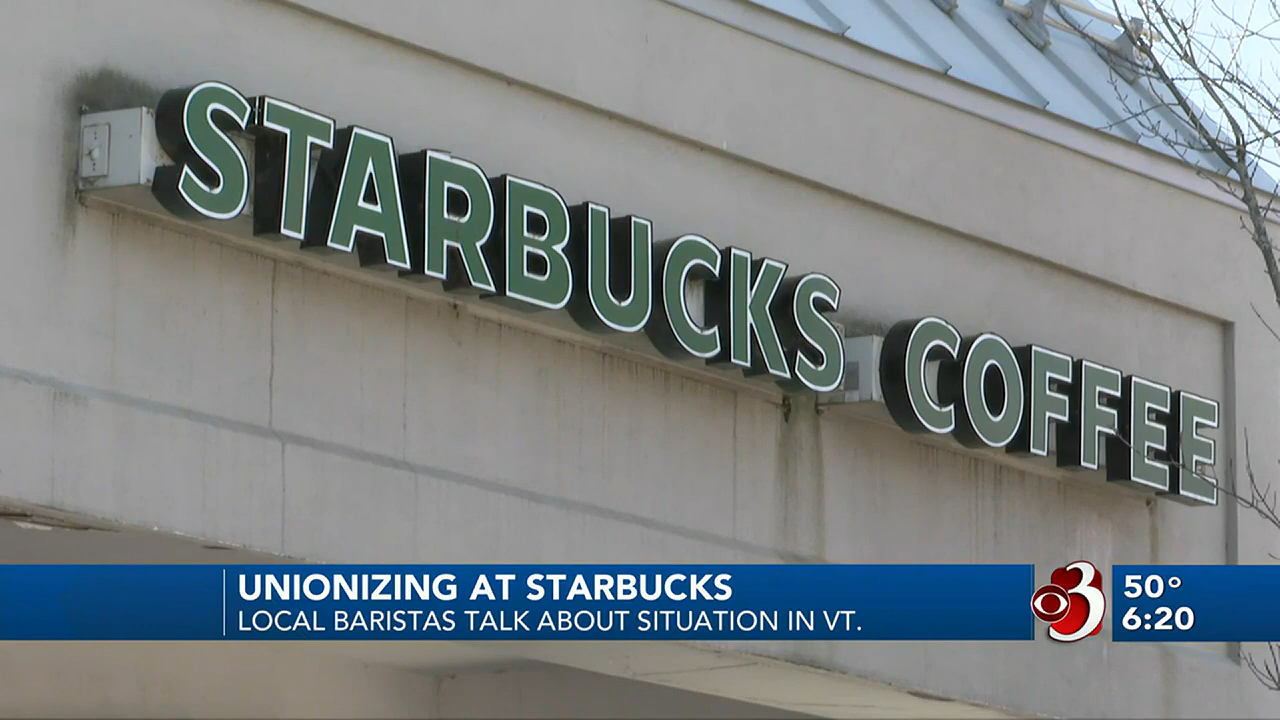 STARBUCKS COFFEE
UNIONIZING AT STARBUCKS
LOCAL BARISTAS TALK ABOUT SITUATION IN VT.
3
50°
6:20